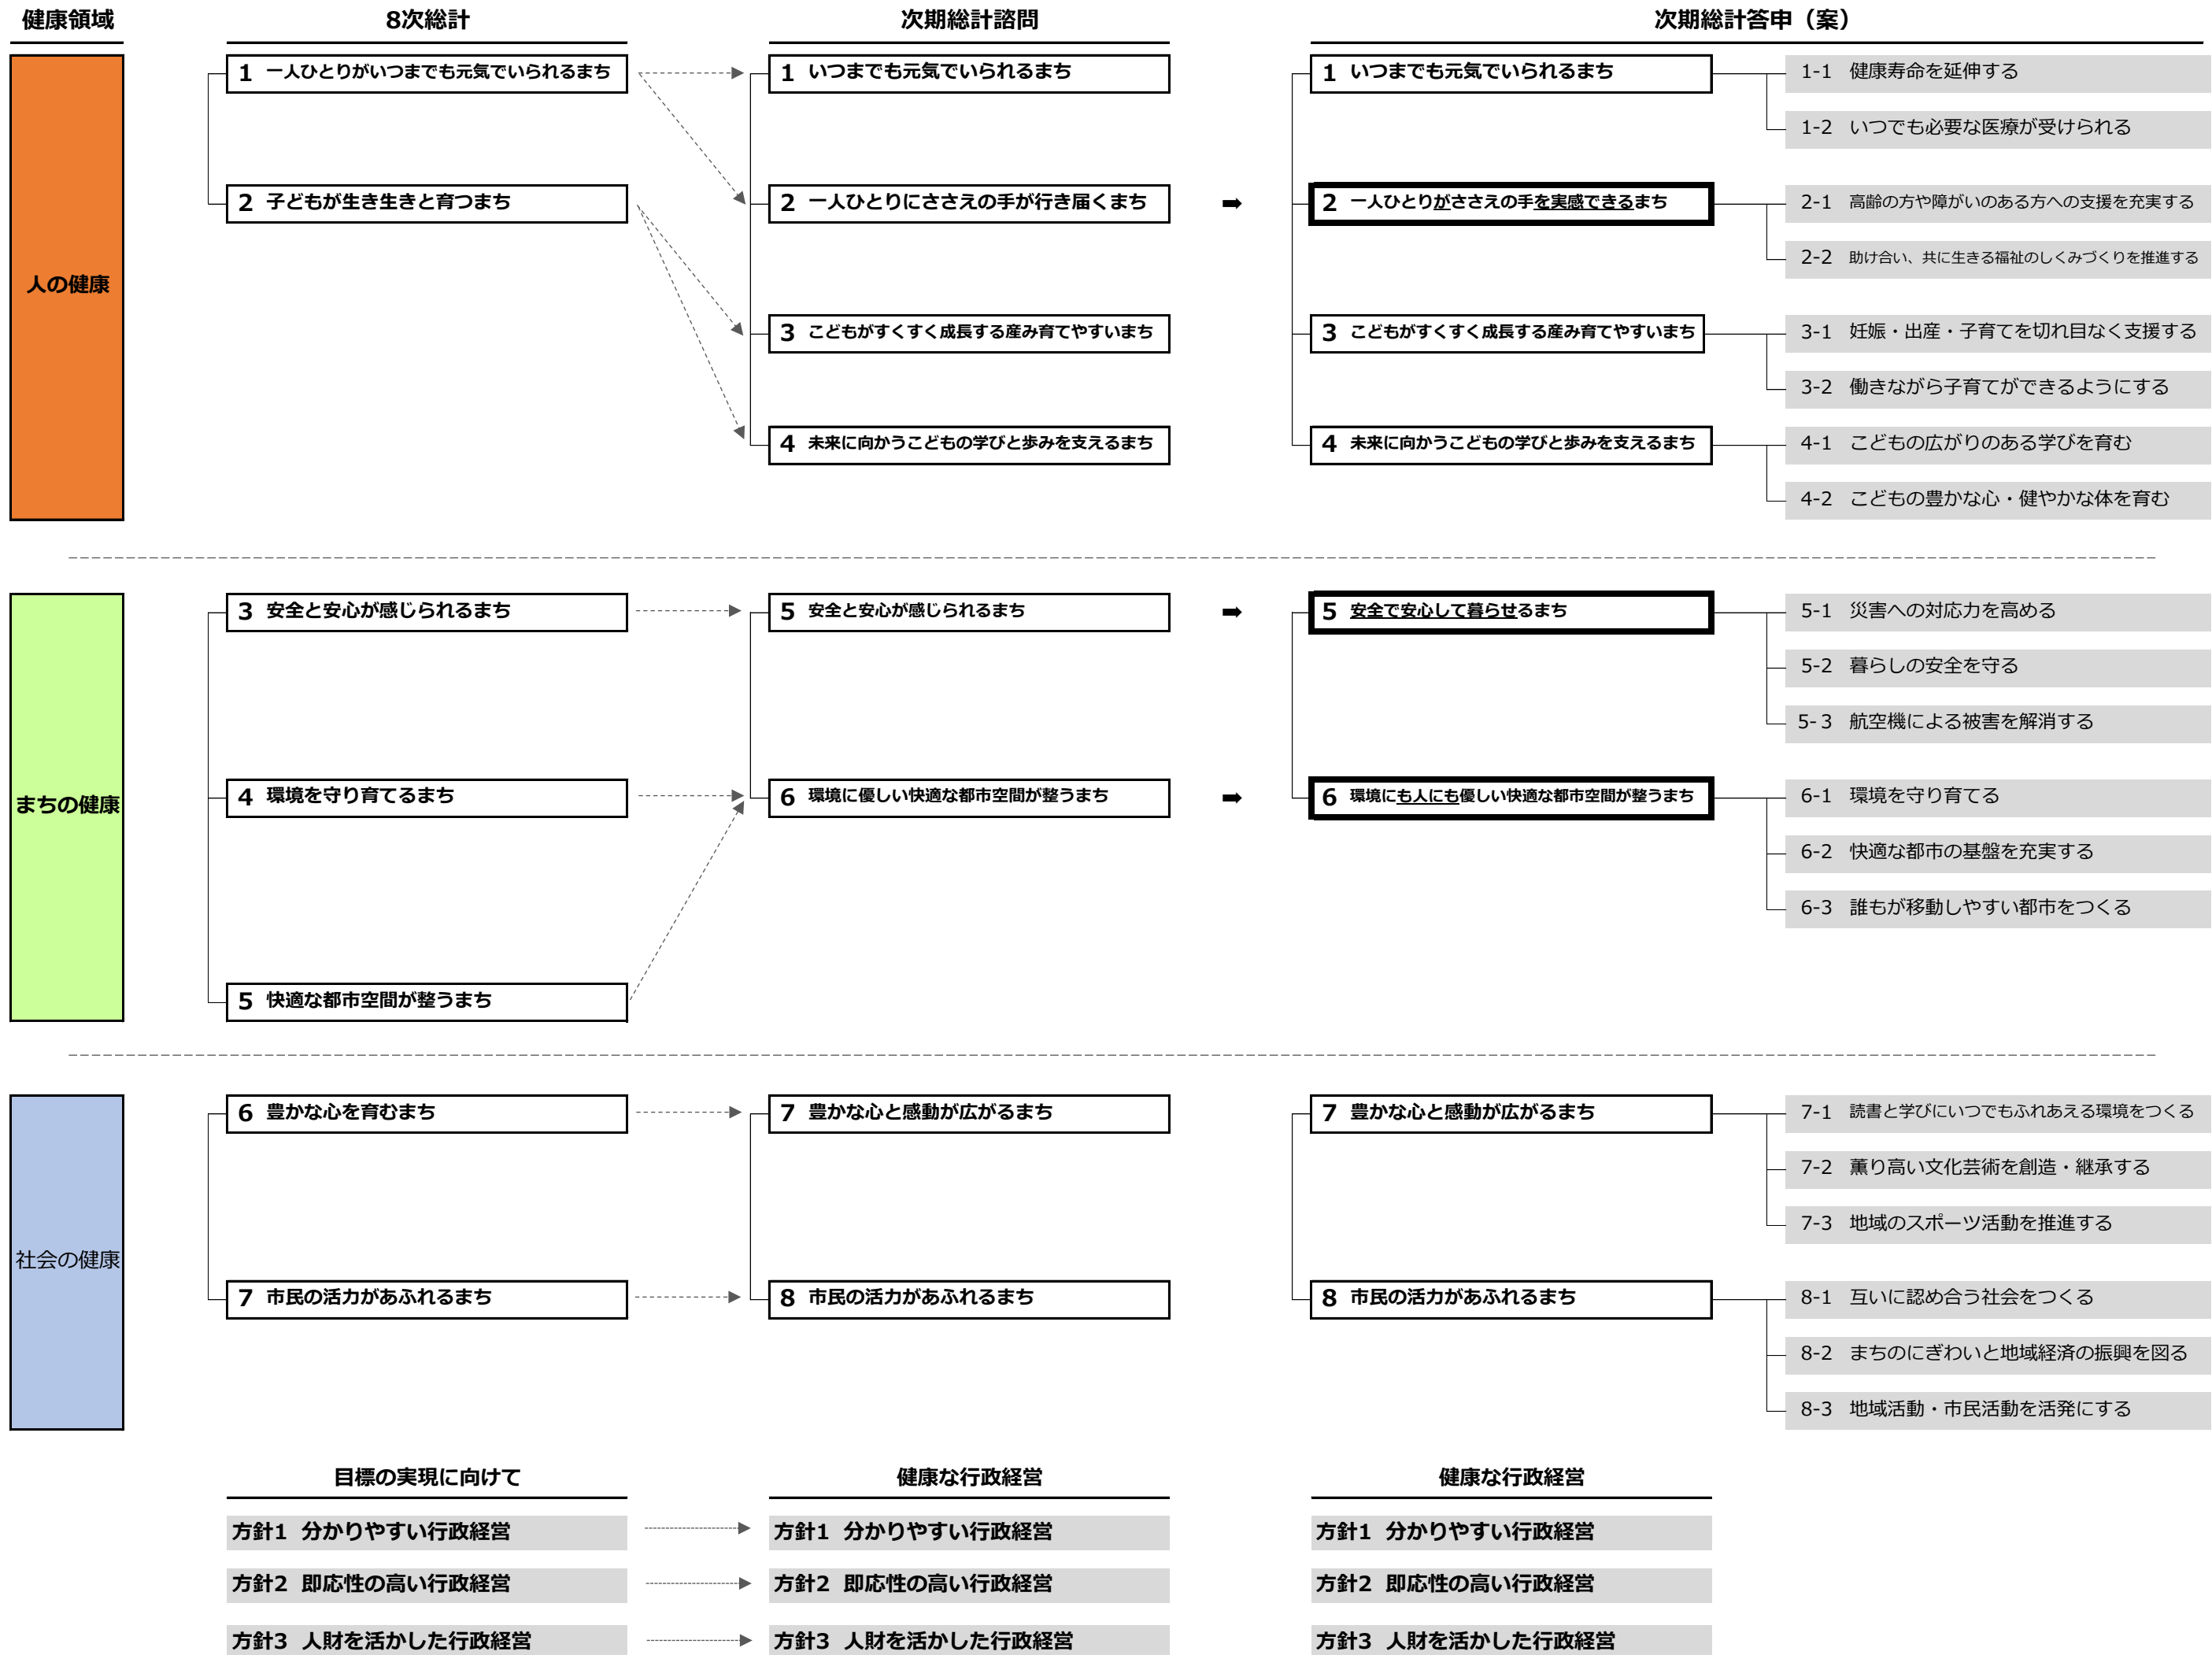 健康領域
8次総計
次期総計諮問
次期総計答申（案）
人の健康
1 一人ひとりがいつまでも元気でいられるまち
2 子どもが生き生きと育つまち
1 いつまでも元気でいられるまち
2 一人ひとりにささえの手が行き届くまち
3 こどもがすくすく成長する産み育てやすいまち
4 未来に向かうこどもの学びと歩みを支えるまち
➡
1 いつまでも元気でいられるまち
2 一人ひとりがささえの手を実感できるまち
3 こどもがすくすく成長する産み育てやすいまち
4 未来に向かうこどもの学びと歩みを支えるまち
1-1 健康寿命を延伸する
1-2 いつでも必要な医療が受けられる
2-1 高齢の方や障がいのある方への支援を充実する
2-2 助け合い、共に生きる福祉のしくみづくりを推進する
3-1 妊娠・出産・子育てを切れ目なく支援する
3-2 働きながら子育てができるようにする
4-1 こどもの広がりのある学びを育む
4-2 こどもの豊かな心・健やかな体を育む
まちの健康
3 安全と安心が感じられるまち
4 環境を守り育てるまち
5 快適な都市空間が整うまち
5 安全と安心が感じられるまち
6 環境に優しい快適な都市空間が整うまち
➡
➡
5 安全で安心して暮らせるまち
6 環境にも人にも優しい快適な都市空間が整うまち
5-1 災害への対応力を高める
5-2 暮らしの安全を守る
5-３ 航空機による被害を解消する
6-1 環境を守り育てる
6-2 快適な都市の基盤を充実する
6-3 誰もが移動しやすい都市をつくる
社会の健康
6 豊かな心を育むまち
7 市民の活力があふれるまち
7 豊かな心と感動が広がるまち
8 市民の活力があふれるまち
7 豊かな心と感動が広がるまち
8 市民の活力があふれるまち
7-1 読書と学びにいつでもふれあえる環境をつくる
7-2 薫り高い文化芸術を創造・継承する
7-3 地域のスポーツ活動を推進する
8-1 互いに認め合う社会をつくる
8-2 まちのにぎわいと地域経済の振興を図る
8-3 地域活動・市民活動を活発にする
目標の実現に向けて
方針1 分かりやすい行政経営
方針2 即応性の高い行政経営
方針3 人財を活かした行政経営
健康な行政経営
方針1 分かりやすい行政経営
方針2 即応性の高い行政経営
方針3 人財を活かした行政経営
健康な行政経営
方針1 分かりやすい行政経営
方針2 即応性の高い行政経営
方針3 人財を活かした行政経営